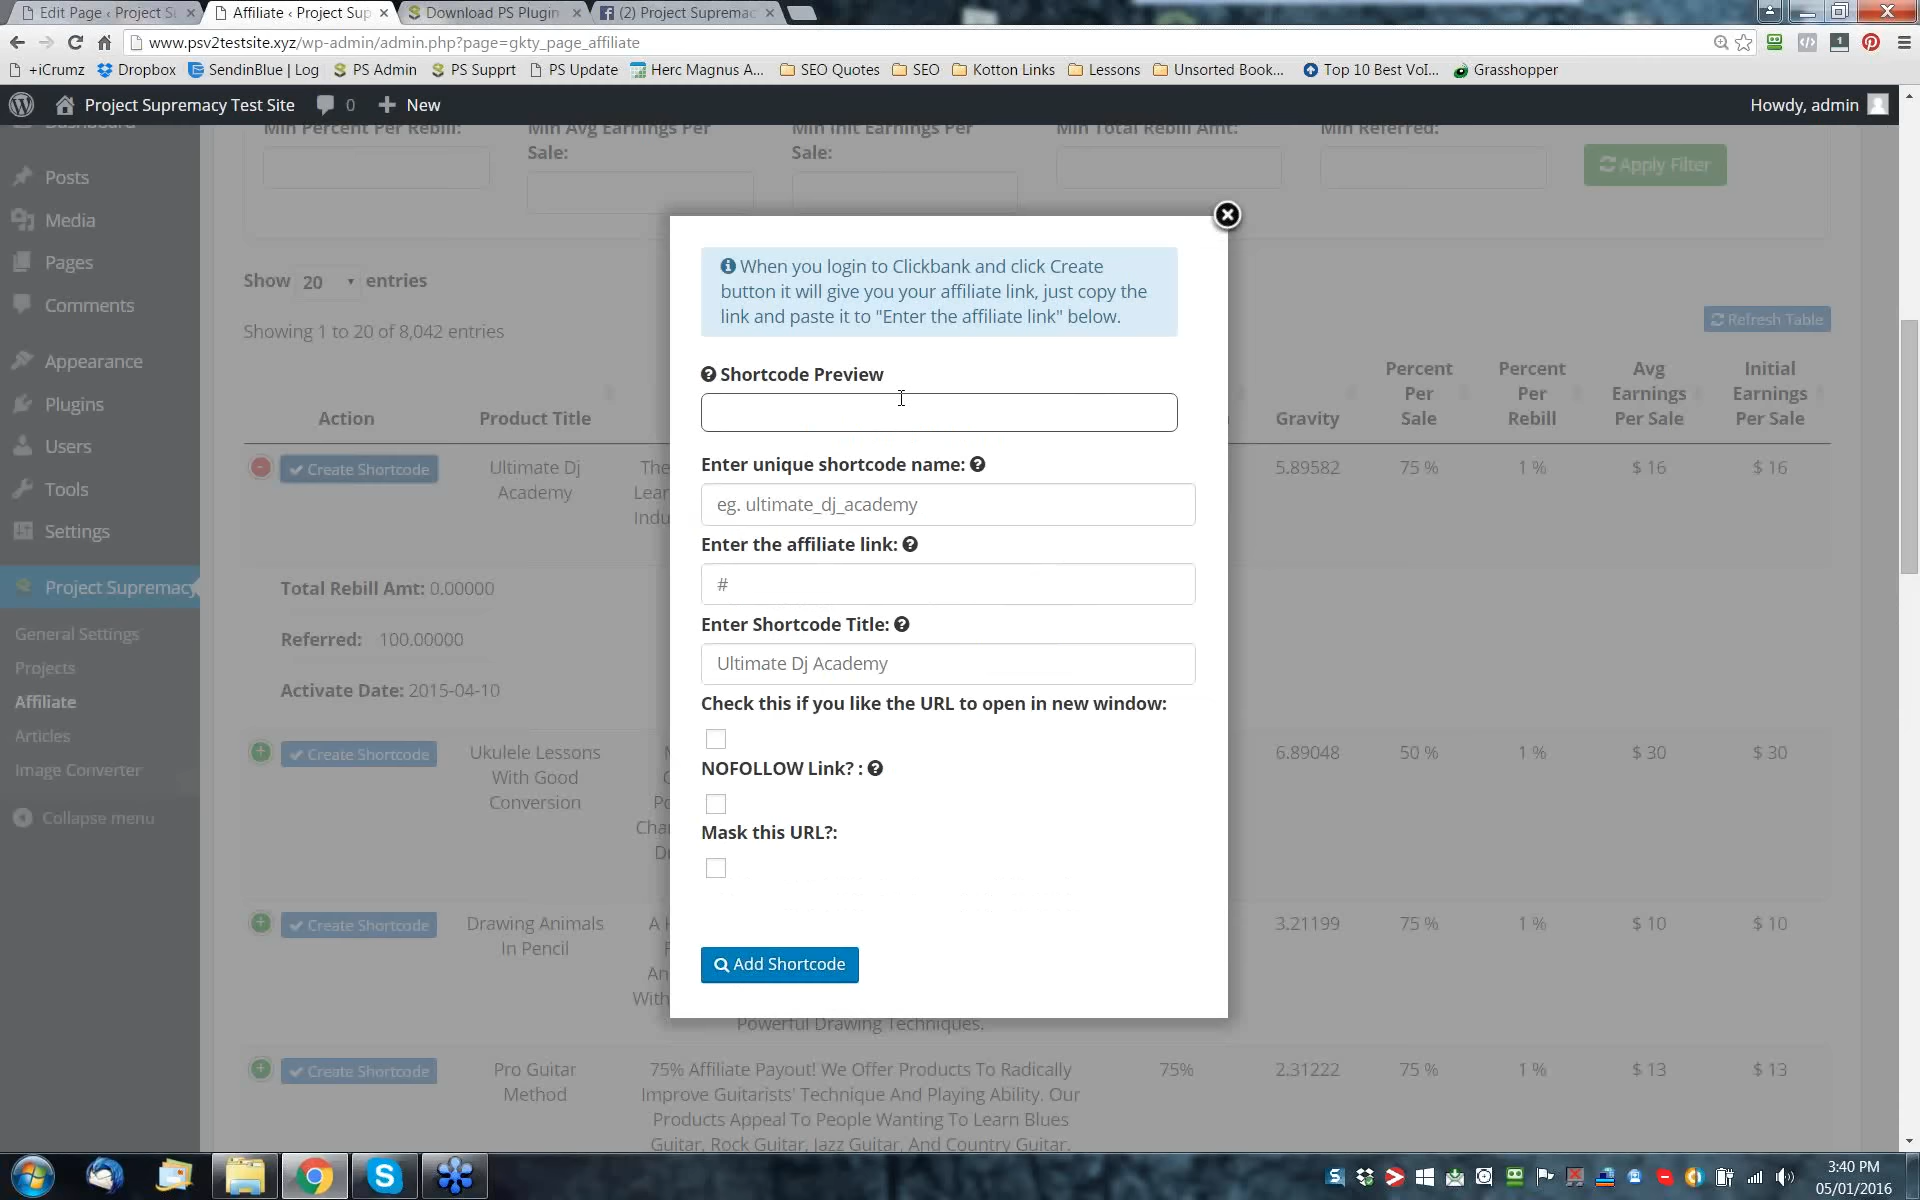 Edit Page ‹ Project Su
Affiliate ‹ Project Sup
Download PS Plugin
(2) Project Supremac
www.psv2testsite.xyz/wp-admin/admin.php?page=gkty_page_affiliate
+iCrumz
Dropbox
SendinBlue | Log
PS Admin
PS Supprt
PS Update
Herc Magnus A...
SEO Quotes
SEO
Kotton Links
Lessons
Unsorted Book...
Top 10 Best VoI...
Grasshopper
Project Supremacy Test Site
0
New
Howdy, admin
Dashboard
Posts
Media
Pages
Comments
Appearance
Plugins
Users
Tools
Settings
Project Supremacy
General Settings
Projects
Affiliate
Articles
Image Converter
Collapse menu
Min Percent Per Rebill:
Min Avg Earnings Per
Sale:
Min Init Earnings Per
Sale:
Min Total Rebill Amt:
Min Referred:
Apply Filter
Show 20 entries
Showing 1 to 20 of 8,042 entries
Refresh Table
Action
Product Title
Gravity
Percent
Per
Sale
Percent
Per
Rebill
Avg
Earnings
Per Sale
Initial
Earnings
Per Sale
Create Shortcode
Ultimate Dj
Academy
The
Lear
Indu
5.89582
75 %
1 %
$ 16
$ 16
Total Rebill Amt: 0.00000
Referred: 100.00000
Activate Date: 2015-04-10
Create Shortcode
Ukulele Lessons
With Good
Conversion
Char
6.89048
50 %
1 %
$ 30
$ 30
Create Shortcode
Drawing Animals
In Pencil
An
With
Powerful Drawing Techniques.
3.21199
75 %
1 %
$ 10
$ 10
Create Shortcode
Pro Guitar
Method
75% Affiliate Payout! We Offer Products To Radically
Improve Guitarists' Technique And Playing Ability. Our
Products Appeal To People Wanting To Learn Blues
Guitar, Rock Guitar, Jazz Guitar, And Country Guitar.
75%
2.31222
75 %
1 %
$ 13
$ 13
When you login to Clickbank and click Create
button it will give you your affiliate link, just copy the
link and paste it to "Enter the affiliate link" below.
Shortcode Preview
Enter unique shortcode name:
eg. ultimate_dj_academy
Enter the affiliate link:
#
Enter Shortcode Title:
Ultimate Dj Academy
Check this if you like the URL to open in new window:
NOFOLLOW Link? :
Mask this URL?:
Add Shortcode
3:40 PM
05/01/2016